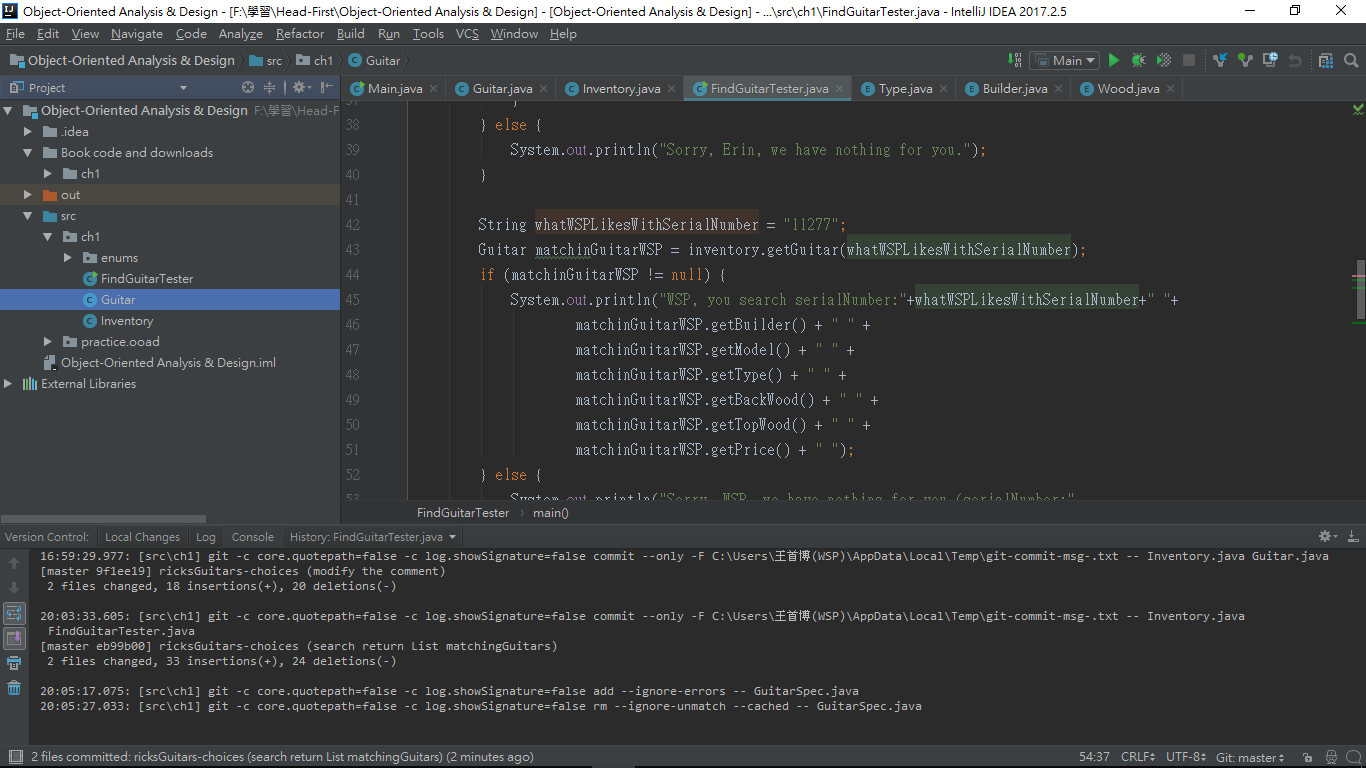 Object-Oriented Analysis & Design - [F:\學習\Head-First\Object-Oriented Analysis & Design] - [Object-Oriented Analysis & Design] - ...\src\ch1\FindGuitarTester.java - IntelliJ IDEA 2017.2.5
File Edit View Navigate Code Analyze Refactor Build Run Tools VCS Window Help
Object-Oriented Analysis & Design src ch1 Guitar Main
Project
Main.java Guitar.java Inventory.java FindGuitarTester.java Type.java Builder.java Wood.java
Object-Oriented Analysis & Design F:\學習\Head-F
.idea
Book code and downloads
ch1
out
src
ch1
enums
FindGuitarTester
Guitar
Inventory
practice.ooad
Object-Oriented Analysis & Design.iml
External Libraries
37 }
38 } else {
39 System.out.println("Sorry, Erin, we have nothing for you.");
40 }
41
42 String whatWSPLikesWithSerialNumber = "11277";
43 Guitar matchinGuitarWSP = inventory.getGuitar(whatWSPLikesWithSerialNumber);
44 if (matchinGuitarWSP != null) {
45 System.out.println("WSP, you search serialNumber:"+whatWSPLikesWithSerialNumber+" "+
46 matchinGuitarWSP.getBuilder() + " " +
47 matchinGuitarWSP.getModel() + " " +
48 matchinGuitarWSP.getType() + " " +
49 matchinGuitarWSP.getBackWood() + " " +
50 matchinGuitarWSP.getTopWood() + " " +
51 matchinGuitarWSP.getPrice() + " ");
52 } else {
53 System.out.println("Sorry, WSP, we have nothing for you (serialNumber:"
FindGuitarTester main()
Version Control: Local Changes Log Console History: FindGuitarTester.java
16:59:29.977: [src\ch1] git -c core.quotepath=false -c log.showSignature=false commit --only -F C:\Users\王首博(WSP)\AppData\Local\Temp\git-commit-msg-.txt -- Inventory.java Guitar.java
[master 9f1ee19] ricksGuitars-choices (modify the comment)
2 files changed, 18 insertions(+), 20 deletions(-)
20:03:33.605: [src\ch1] git -c core.quotepath=false -c log.showSignature=false commit --only -F C:\Users\王首博(WSP)\AppData\Local\Temp\git-commit-msg-.txt -- Inventory.java
FindGuitarTester.java
[master eb99b00] ricksGuitars-choices (search return List matchingGuitars)
2 files changed, 33 insertions(+), 24 deletions(-)
20:05:17.075: [src\ch1] git -c core.quotepath=false -c log.showSignature=false add --ignore-errors -- GuitarSpec.java
20:05:27.033: [src\ch1] git -c core.quotepath=false -c log.showSignature=false rm --ignore-unmatch --cached -- GuitarSpec.java
2 files committed: ricksGuitars-choices (search return List matchingGuitars) (2 minutes ago) 54:37 CRLF UTF-8 Git: master